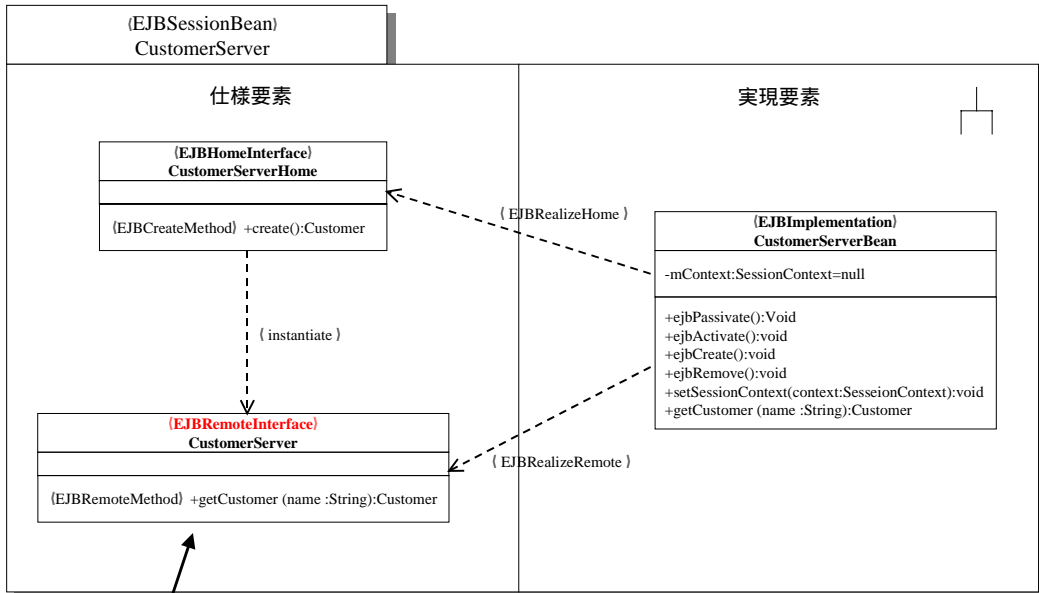 ⟪EJBSessionBean⟫
CustomerServer
仕様要素
実現要素
⟪EJBHomeInterface⟫
CustomerServerHome
⟪EJBCreateMethod⟫ +create():Customer
⟪ EJBRealizeHome ⟫
⟪EJBImplementation⟫
CustomerServerBean
-mContext:SessionContext=null
+ejbPassivate():Void
+ejbActivate():void
+ejbCreate():void
+ejbRemove():void
+setSessionContext(context:SesseionContext):void
+getCustomer (name :String):Customer
⟪ instantiate ⟫
⟪EJBRemoteInterface⟫
CustomerServer
⟪EJBRemoteMethod⟫ +getCustomer (name :String):Customer
⟪ EJBRealizeRemote ⟫